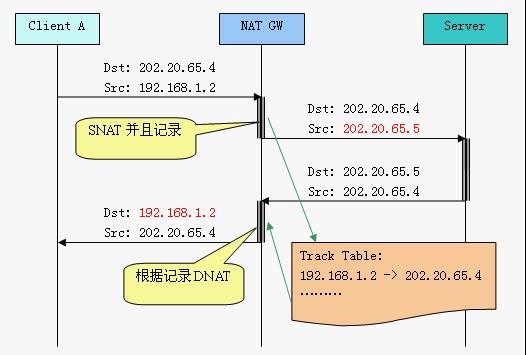 Client A
NAT GW
Server
Dst: 202.20.65.4
Src: 192.168.1.2
Dst: 202.20.65.4
Src: 202.20.65.5
SNAT 并且记录
Dst: 202.20.65.5
Src: 202.20.65.4
Dst: 192.168.1.2
Src: 202.20.65.4
根据记录DNAT
Track Table:
192.168.1.2 -> 202.20.65.4
………